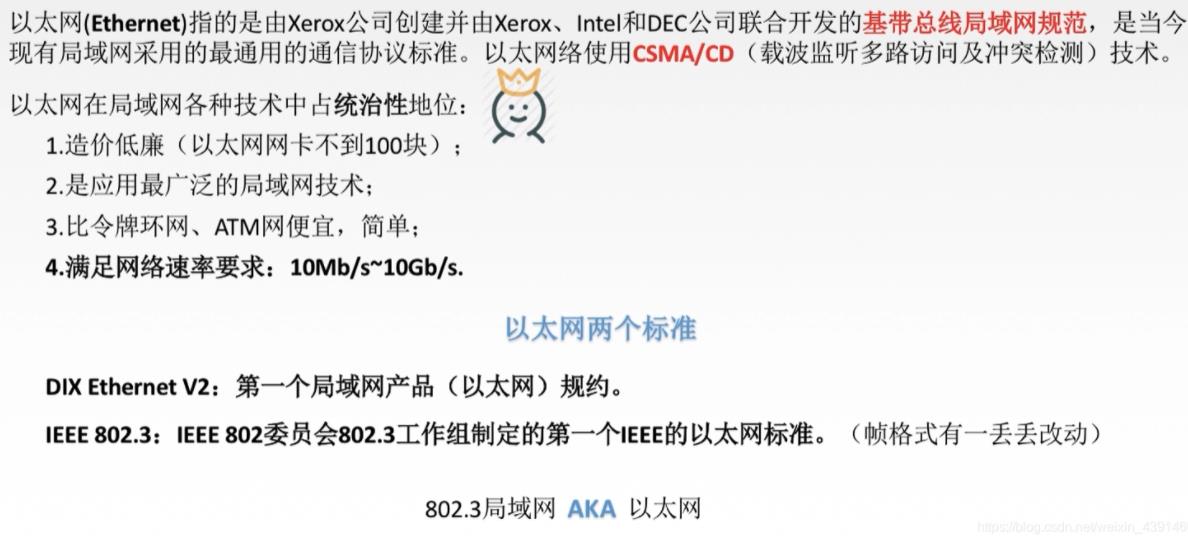 以太网(Ethernet)指的是由Xerox公司创建并由Xerox、Intel和DEC公司联合开发的基带总线局域网规范，是当今
现有局域网采用的最通用的通信协议标准。以太网络使用CSMA/CD（载波监听多路访问及冲突检测）技术。
以太网在局域网各种技术中占统治性地位：
1.造价低廉（以太网网卡不到100块）；
2.是应用最广泛的局域网技术；
3.比令牌环网、ATM网便宜，简单；
4.满足网络速率要求：10Mb/s~10Gb/s.
以太网两个标准
DIX Ethernet V2：第一个局域网产品（以太网）规约。
IEEE 802.3：IEEE 802委员会802.3工作组制定的第一个IEEE的以太网标准。（帧格式有一丢丢改动）
802.3局域网 AKA 以太网
https://blog.csdn.net/weixin_439146